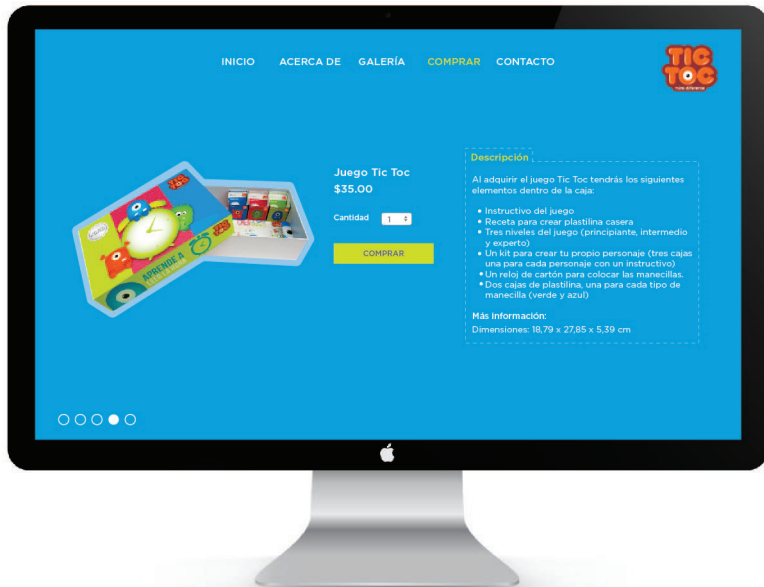 INICIO ACERCA DE GALERÍA COMPRAR CONTACTO
TIC
TOC
Juego Tic Toc
$35.00
Cantidad 1
COMPRAR
Descripción
Al adquirir el juego Tic Toc tendrás los siguientes
elementos dentro de la caja:
• Instructivo del juego
• Receta para crear plastilina casera
• Tres niveles del juego (principiante, intermedio
y experto)
• Un kit para crear tu propio personaje (tres cajas
una para cada personaje con un instructivo)
• Un reloj de cartón para colocar las manecillas.
• Dos cajas de plastilina, una para cada tipo de
manecilla (verde y azul)
Más información:
Dimensiones: 18,79 x 27,85 x 5,39 cm
TIC
TOC
APRENDE A